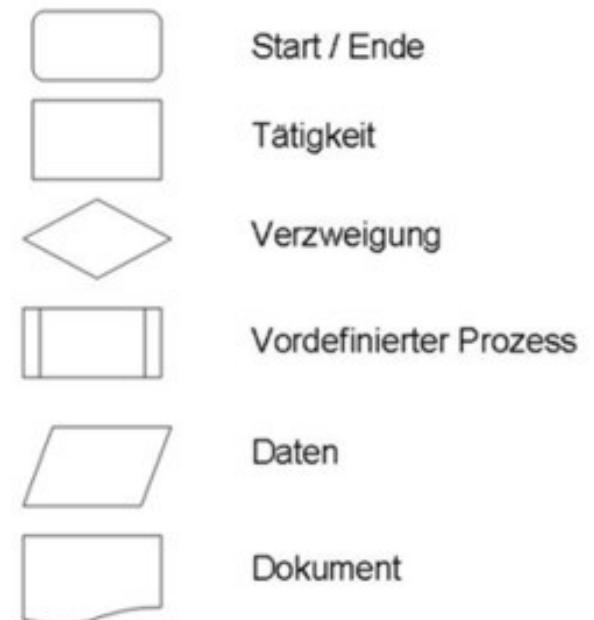 Start / Ende
Tätigkeit
Verzweigung
Vordefinierter Prozess
Daten
Dokument